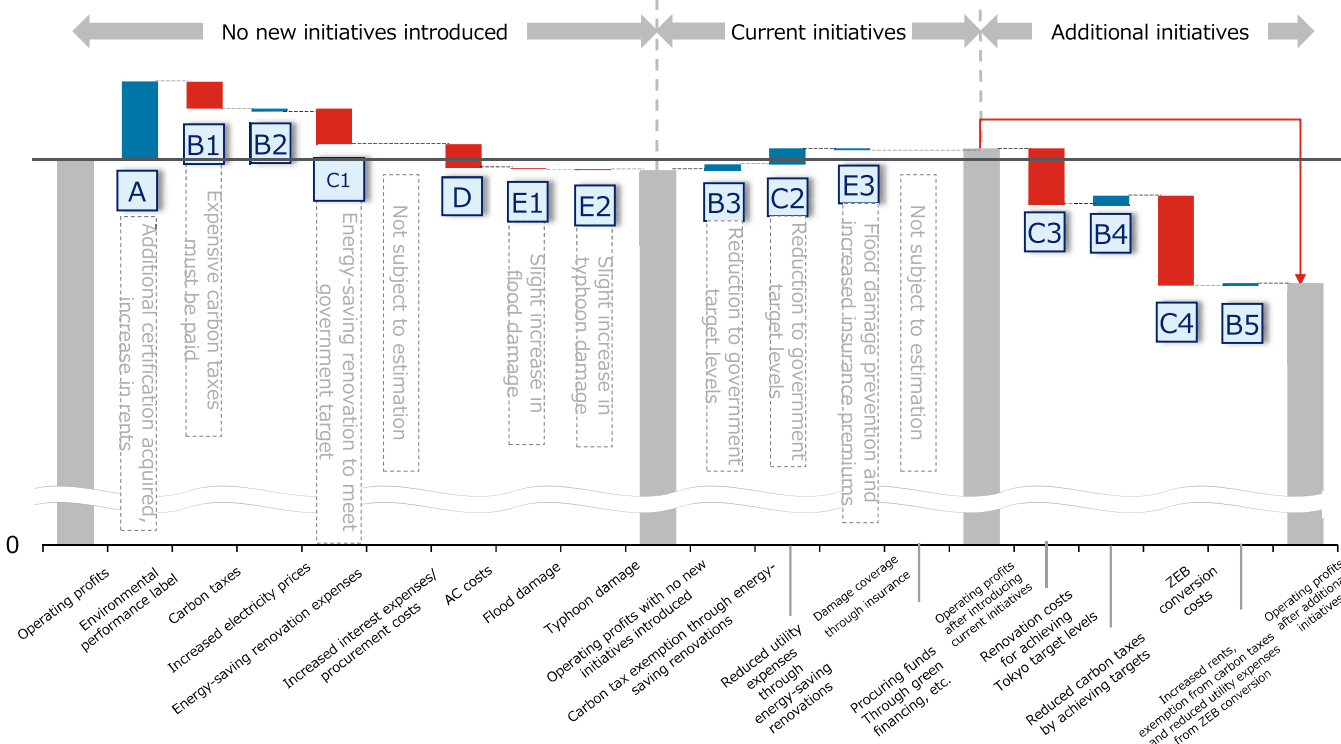 No new initiatives introduced
Current initiatives
Additional initiatives
A
B1
B2
C1
D
E1
E2
B3
C2
E3
C3
B4
C4
B5
Additional certification acquired,
increase in rents
Expensive carbon taxes
must be paid
Energy-saving renovation to meet
government target
Not subject to estimation
Slight increase in
flood damage
Slight increase in
typhoon damage
Reduction to government
target levels
Reduction to government
target levels
Flood damage prevention and
increased insurance premiums
Not subject to estimation
0
Operating profits
Environmental
performance label
Carbon taxes
Increased electricity prices
Energy-saving renovation expenses
Increased interest expenses/
procurement costs
AC costs
Flood damage
Typhoon damage
Operating profits with no new
initiatives introduced
Carbon tax exemption through energy-
saving renovations
Reduced utility
expenses
through
energy-saving
renovations
Damage coverage
through insurance
Procuring funds
Through green
financing, etc.
Operating profits
after introducing
current initiatives
Renovation costs
for achieving
Tokyo target levels
Reduced carbon taxes
by achieving targets
ZEB
conversion
costs
Increased rents,
exemption from carbon taxes
and reduced utility expenses
from ZEB conversion
Operating profits
after additional
initiatives